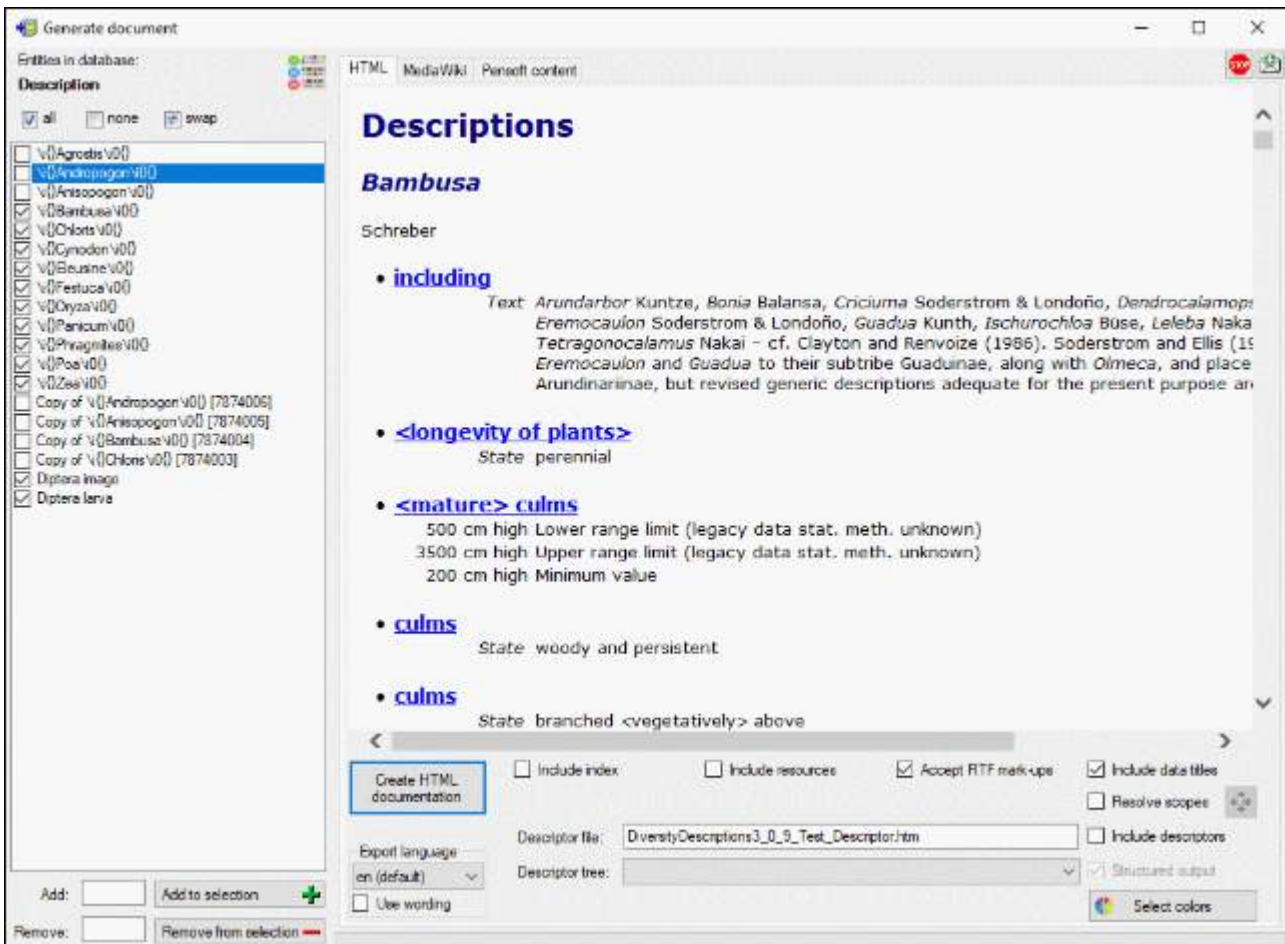 Generate document
Entities in database:
Description
all none swap
\i{}Agrostis\i0{}
\i{}Andropogon\i0{}
\i{}Anisopogon\i0{}
\i{}Bambusa\i0{}
\i{}Chloris\i0{}
\i{}Cynodon\i0{}
\i{}Eleusine\i0{}
\i{}Festuca\i0{}
\i{}Oryza\i0{}
\i{}Panicum\i0{}
\i{}Phragmites\i0{}
\i{}Poa\i0{}
\i{}Zea\i0{}
Copy of \i{}Andropogon\i0{} [7874006]
Copy of \i{}Anisopogon\i0{} [7874005]
Copy of \i{}Bambusa\i0{} [7874004]
Copy of \i{}Chloris\i0{} [7874003]
Diptera imago
Diptera larva
Add: Add to selection
Remove: Remove from selection
HTML MediaWiki Pensoft content
STOP
Descriptions
Bambusa
Schreber
• including
Text Arundarbor Kuntze, Bonia Balansa, Criciuma Soderstrom & Londoño, Dendrocalamops
Eremocaulon Soderstrom & Londoño, Guadua Kunth, Ischurochloa Buse, Leleba Naka
Tetragonocalamus Nakai – cf. Clayton and Renvoize (1986). Soderstrom and Ellis (19
Eremocaulon and Guadua to their subtribe Guaduinae, along with Olmeca, and place
Arundinariinae, but revised generic descriptions adequate for the present purpose are
• <longevity of plants>
State perennial
• <mature> culms
500 cm high Lower range limit (legacy data stat. meth. unknown)
3500 cm high Upper range limit (legacy data stat. meth. unknown)
200 cm high Minimum value
• culms
State woody and persistent
• culms
State branched <vegetatively> above
Create HTML
documentation
Include index Include resources Accept RTF mark-ups Include data titles
Resolve scopes
Descriptor file: DiversityDescriptions3_0_9_Test_Descriptor.htm Include descriptors
Export language
en (default) Descriptor tree: Structured output
Use wording Select colors